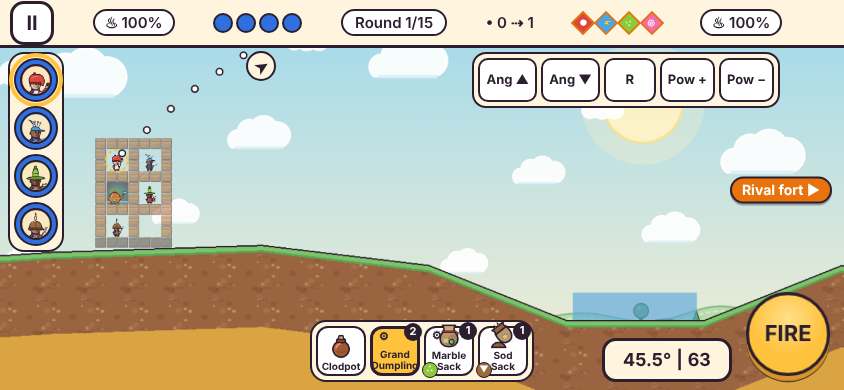 100%
Round 1/15
• 0 ⇢ 1
100%
Ang ▲
Ang ▼
R
Pow +
Pow −
Rival fort ▶
Clodpot
2
Grand
Dumpling
1
Marble
Sack
1
Sod
Sack
45.5° | 63
FIRE